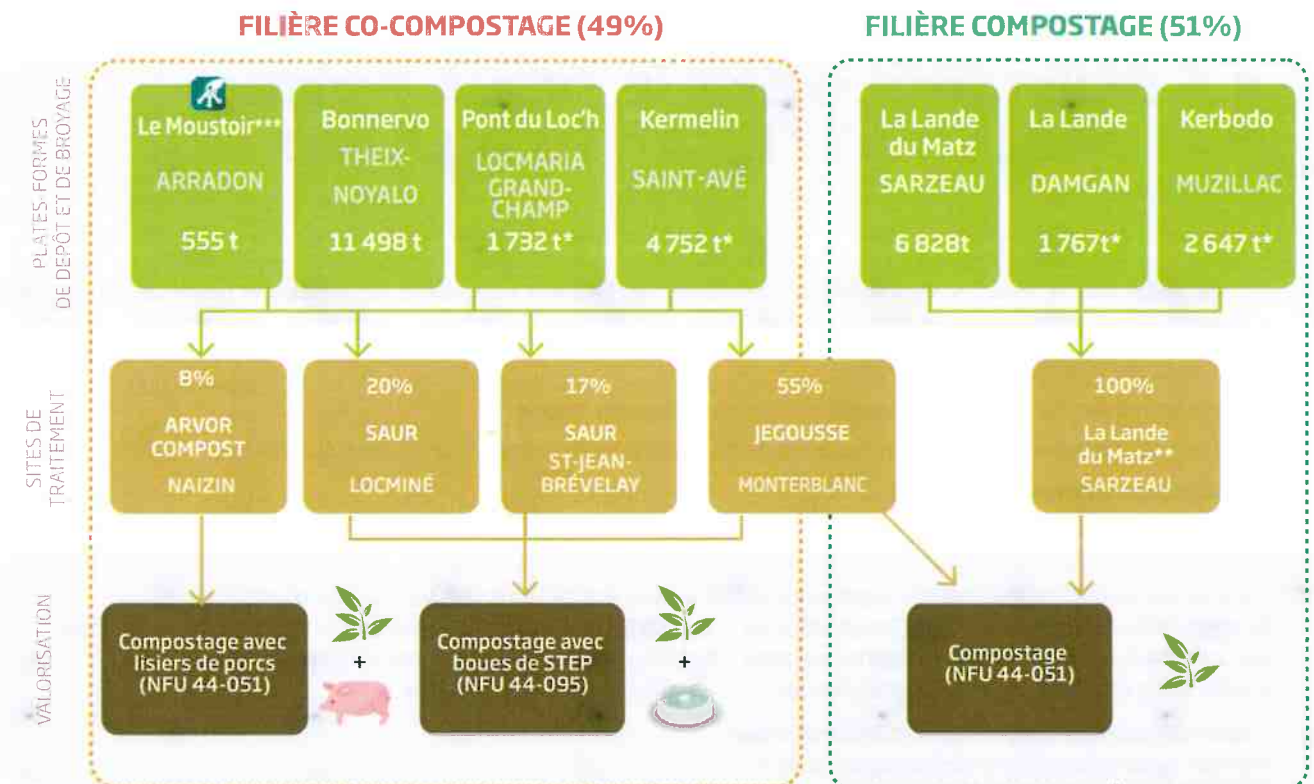 FILIÈRE CO-COMPOSTAGE (49%)
FILIÈRE COMPOSTAGE (51%)
PLATES-FORMES
DE DÉPÔT ET DE BROYAGE
Le Moustoir***
ARRADON
555 t
Bonnervo
THEIX-
NOYALO
11 498 t
Pont du Loc'h
LOCMARIA
GRAND-
CHAMP
1 732 t*
Kermelin
SAINT-AVÉ
4 752 t*
La Lande
du Matz
SARZEAU
6 828t
La Lande
DAMGAN
1 767t*
Kerbodo
MUZILLAC
2 647 t*
SITES DE
TRAITEMENT
8%
ARVOR
COMPOST
NAIZIN
20%
SAUR
LOCMINÉ
17%
SAUR
ST-JEAN-
BRÉVELAY
55%
JEGOUSSE
MONTERBLANC
100%
La Lande
du Matz**
SARZEAU
VALORISATION
Compostage avec
lisiers de porcs
(NFU 44-051)
+
Compostage avec
boues de STEP
(NFU 44-095)
+
Compostage
(NFU 44-051)